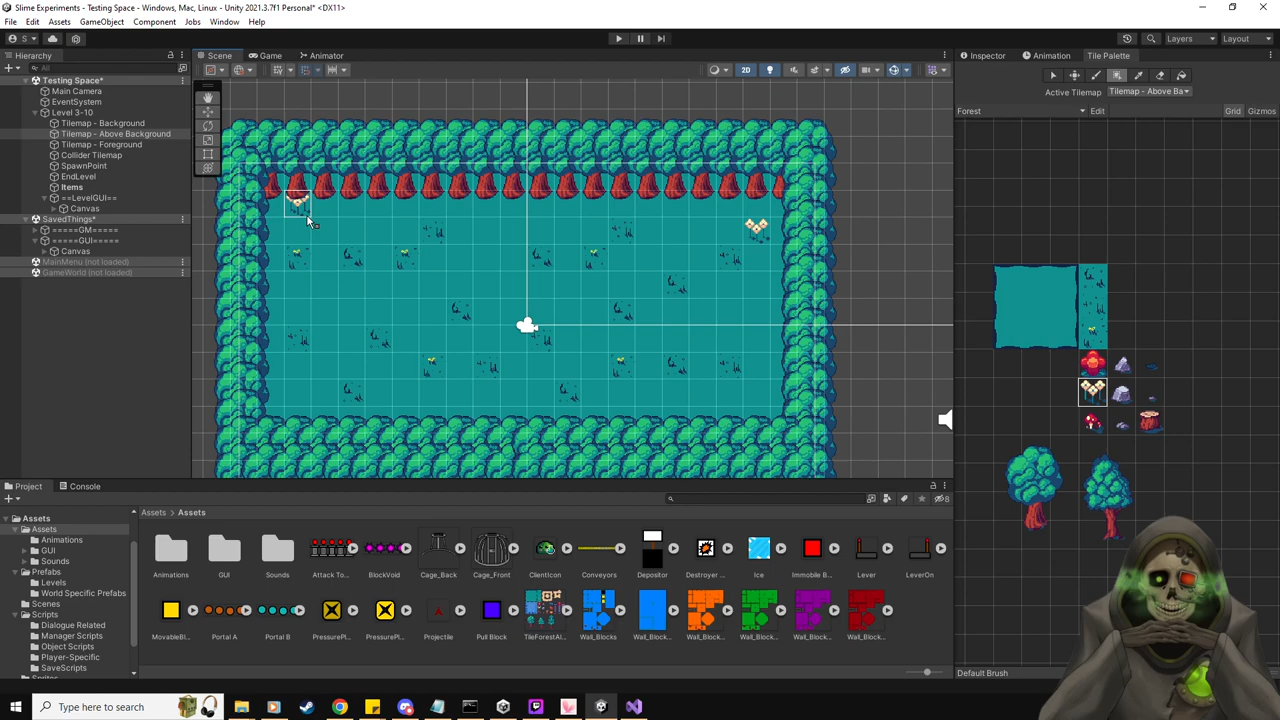 Slime Experiments - Testing Space - Windows, Mac, Linux - Unity 2021.3.7f1 Personal* <DX11>
File Edit Assets GameObject Component Jobs Window Help
S Layers Layout
Hierarchy Scene Game Animator Inspector Animation Tile Palette
All
2D
Testing Space*
Main Camera
EventSystem
Level 3-10
Tilemap - Background
Tilemap - Above Background
Tilemap - Foreground
Collider Tilemap
SpawnPoint
EndLevel
Items
==LevelGUI==
Canvas
SavedThings*
=====GM=====
=====GUI=====
Canvas
MainMenu (not loaded)
GameWorld (not loaded)
Active Tilemap Tilemap - Above Ba
Forest Edit Grid Gizmos
Default Brush
Project Console
8
Assets
Assets
Animations
GUI
Sounds
Prefabs
Levels
World Specific Prefabs
Scenes
Scripts
Dialogue Related
Manager Scripts
Object Scripts
Player-Specific
SaveScripts
Assets > Assets
Animations GUI Sounds Attack To... BlockVoid Cage_Back Cage_Front ClientIcon Conveyors Depositor Destroyer ... Ice Immobile B... Lever LeverOn
MovableBl... Portal A Portal B PressurePl... PressurePl... Projectile Pull Block TileForestAl... Wall_Blocks Wall_Block... Wall_Block... Wall_Block... Wall_Block... Wall_Block...
Type here to search